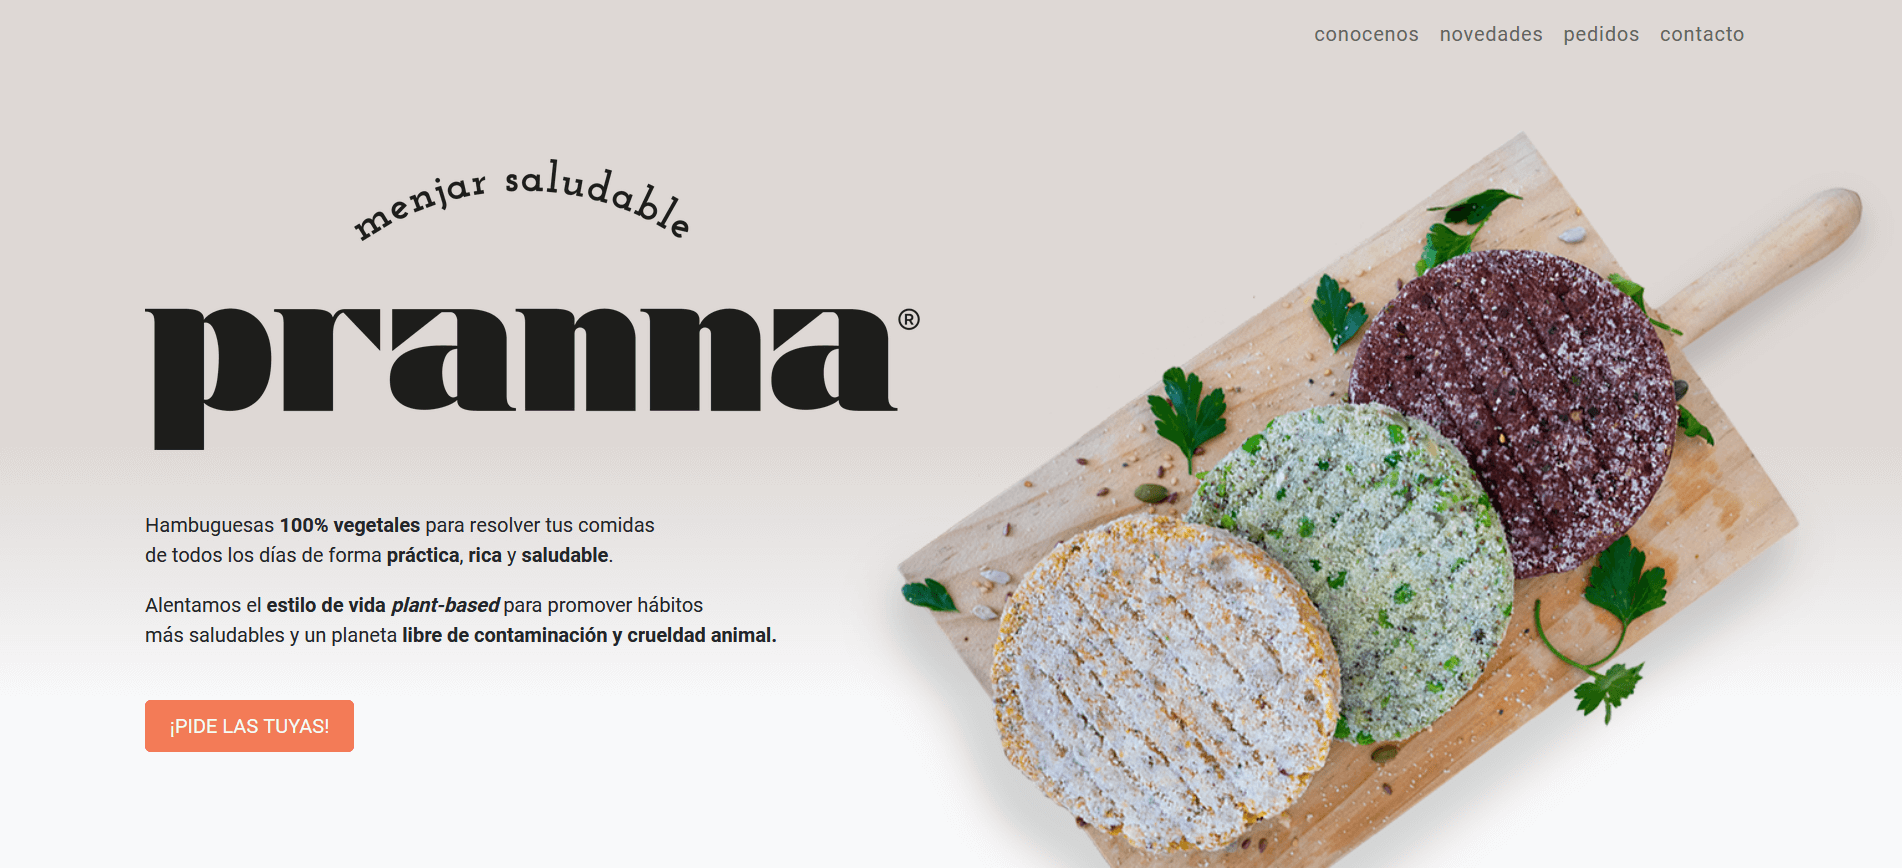 conocenos novedades pedidos contacto
menjar saludable
pranna®
Hambuguesas 100% vegetales para resolver tus comidas
de todos los días de forma práctica, rica y saludable.
Alentamos el estilo de vida plant-based para promover hábitos
más saludables y un planeta libre de contaminación y crueldad animal.
¡PIDE LAS TUYAS!